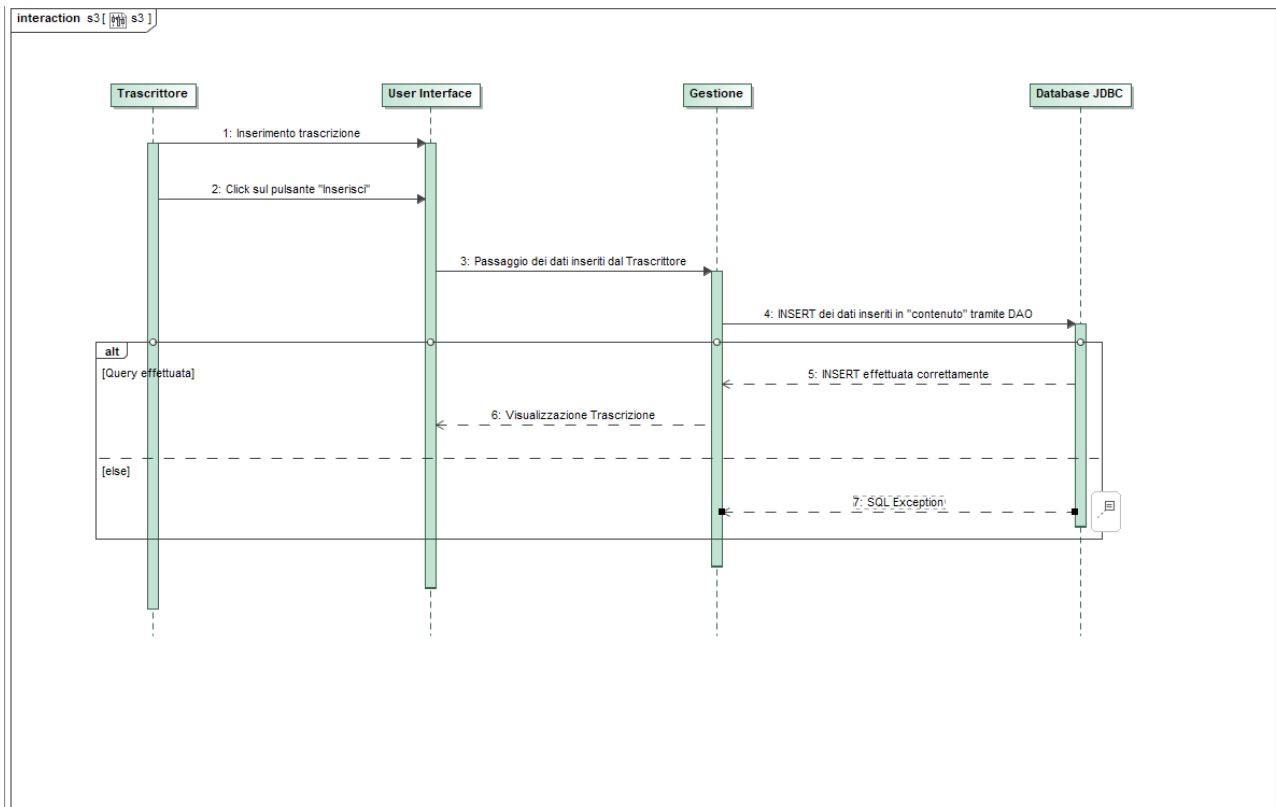 interaction s3[ s3 ]
Trascrittore
User Interface
Gestione
Database JDBC
1: Inserimento trascrizione
2: Click sul pulsante "Inserisci"
3: Passaggio dei dati inseriti dal Trascrittore
4: INSERT dei dati inseriti in "contenuto" tramite DAO
alt
[Query effettuata]
5: INSERT effettuata correttamente
6: Visualizzazione Trascrizione
[else]
7: SQL Exception